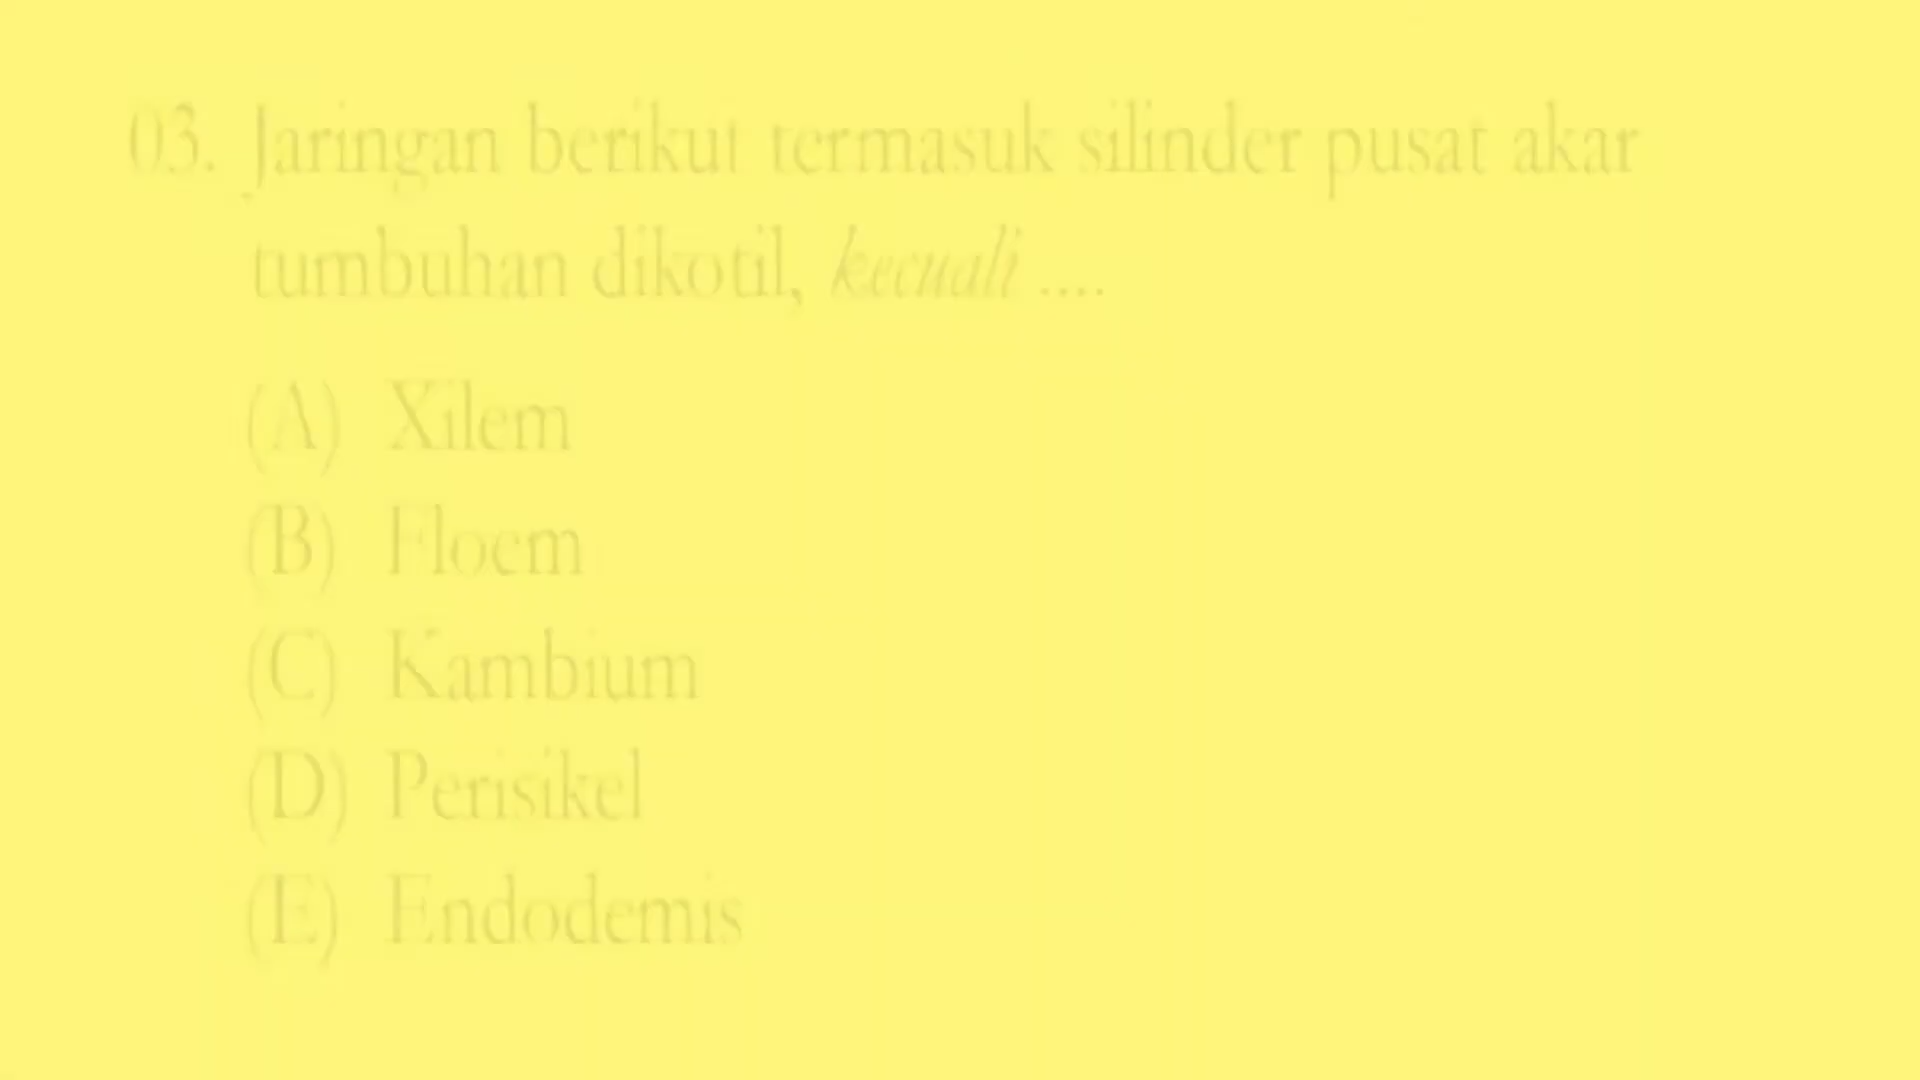 03. Jaringan berikut termasuk silinder pusat akar
tumbuhan dikotil, kecuali ....
(A) Xilem
(B) Floem
(C) Kambium
(D) Perisikel
(E) Endodemis